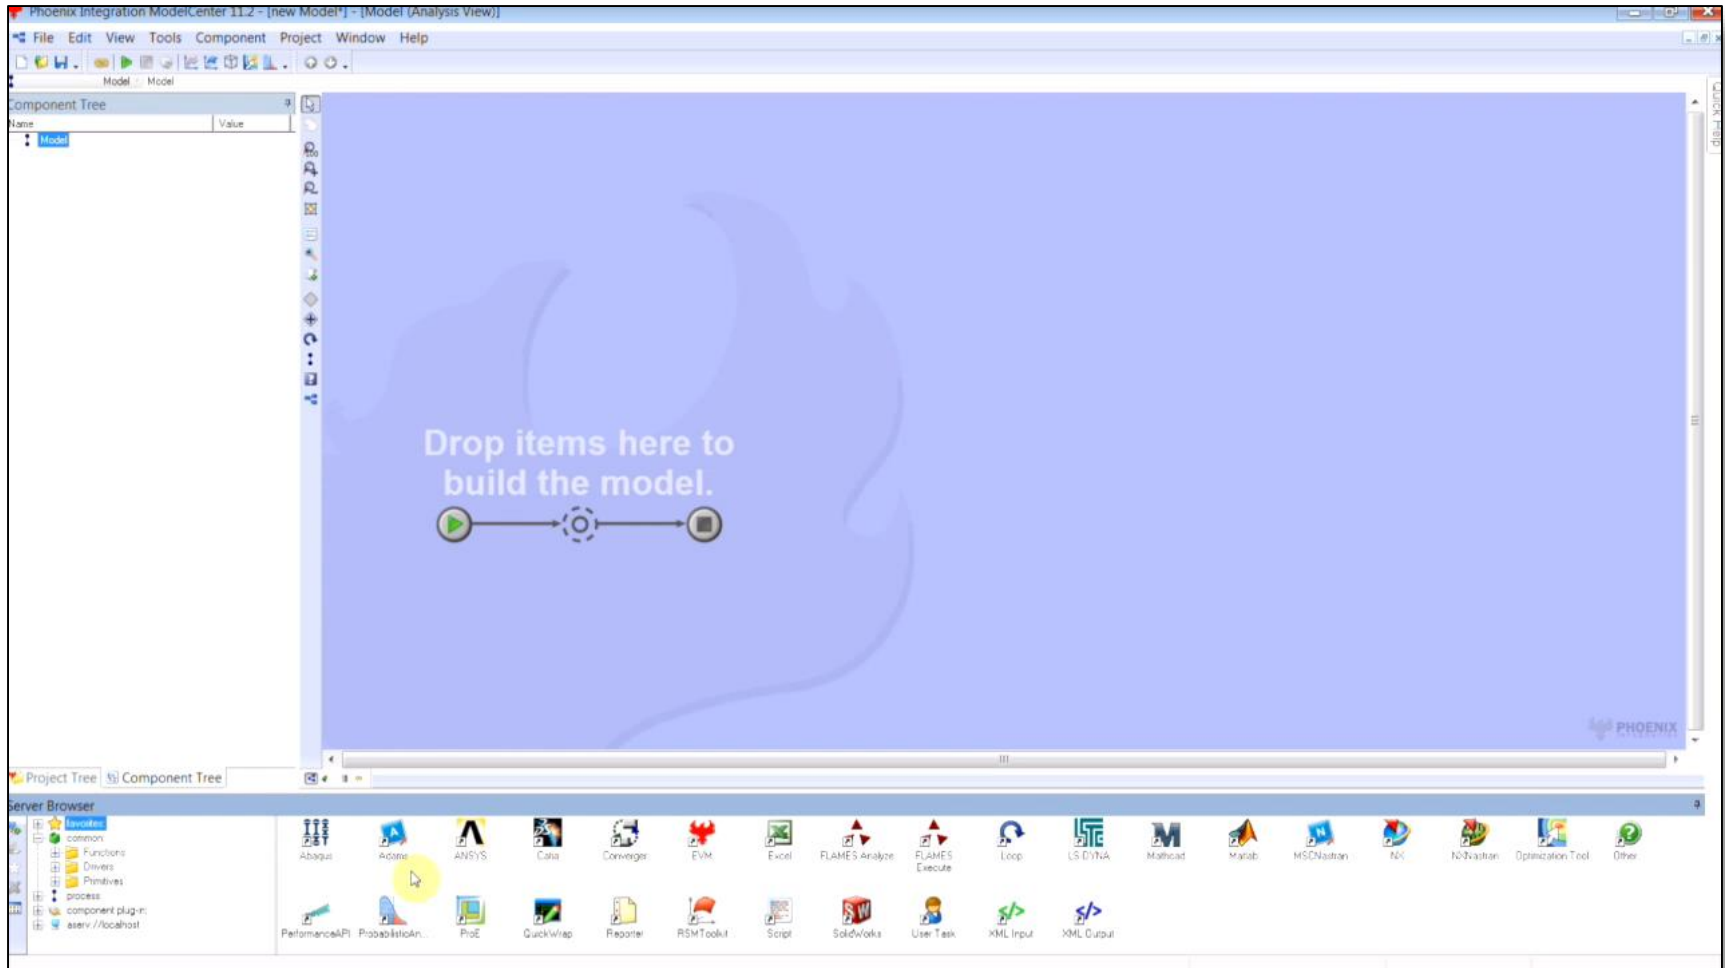 Phoenix Integration ModelCenter 11.2 - [new Model*] - [Model (Analysis View)]
File Edit View Tools Component Project Window Help
Model Model
Component Tree
Name Value
Model
Quick Help
100
Drop items here to
build the model.
PHOENIX
Project Tree Component Tree
Server Browser
favorites
common
Functions
Drivers
Primitives
process
component plug-in:
aserv://localhost
Abaqus Adams ANSYS Catia Converger EVM Excel FLAMES Analyze FLAMES Execute Loop LS-DYNA Mathcad Matlab MSCNastran NX NXNastran Optimization Tool Other
PerformanceAPI ProbabilisticAn... ProE QuickWrap Reporter RSMToolkit Script SolidWorks User Task XML Input XML Output